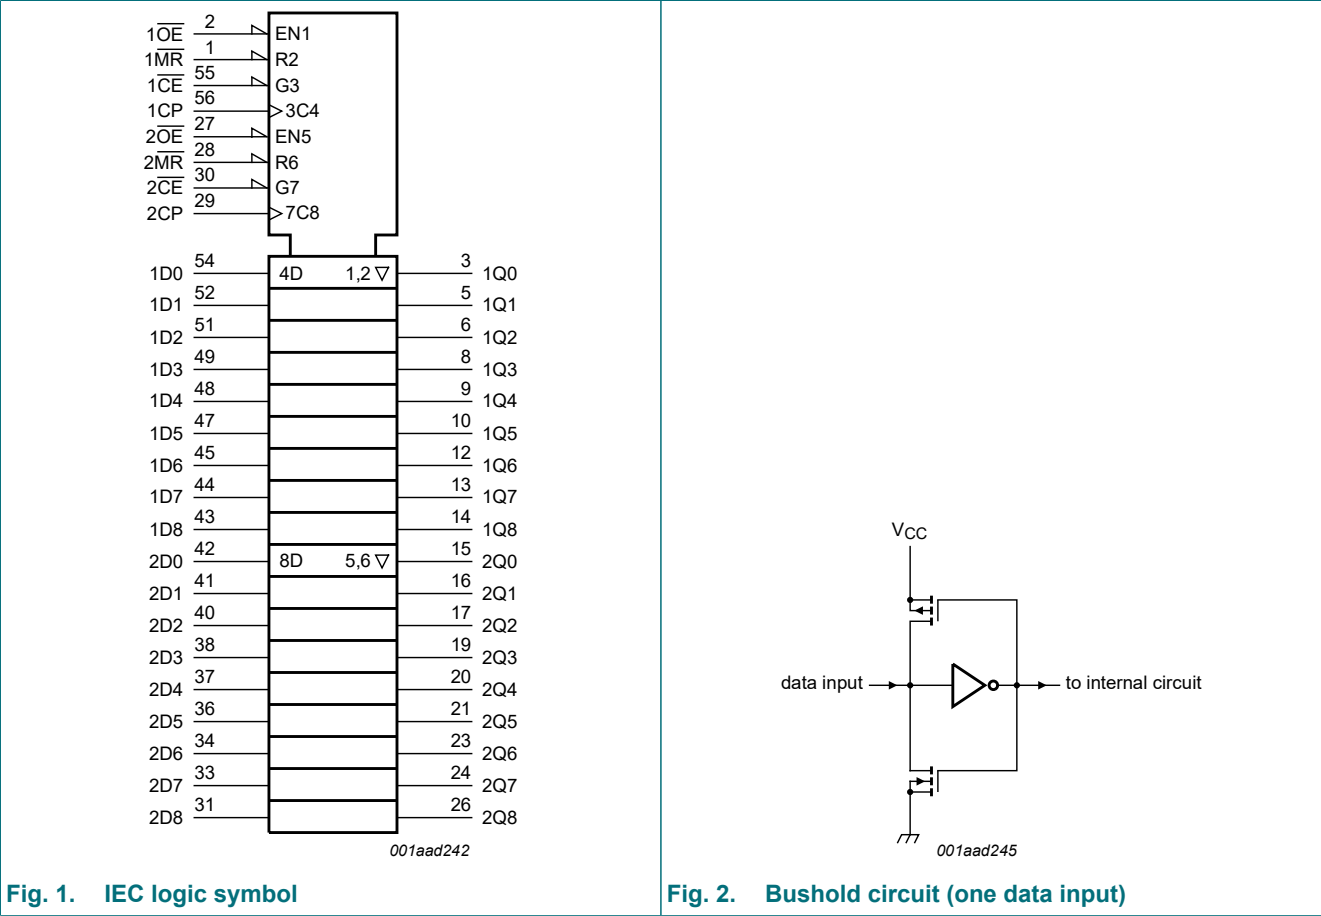 1OE 2 EN1
1MR 1 R2
1CE 55 G3
1CP 56 3C4
2OE 27 EN5
2MR 28 R6
2CE 30 G7
2CP 29 7C8
1D0 54 4D 1,2 ▽ 3 1Q0
1D1 52 5 1Q1
1D2 51 6 1Q2
1D3 49 8 1Q3
1D4 48 9 1Q4
1D5 47 10 1Q5
1D6 45 12 1Q6
1D7 44 13 1Q7
1D8 43 14 1Q8
2D0 42 8D 5,6 ▽ 15 2Q0
2D1 41 16 2Q1
2D2 40 17 2Q2
2D3 38 19 2Q3
2D4 37 20 2Q4
2D5 36 21 2Q5
2D6 34 23 2Q6
2D7 33 24 2Q7
2D8 31 26 2Q8
001aad242
Fig. 1. IEC logic symbol
VCC
data input
to internal circuit
001aad245
Fig. 2. Bushold circuit (one data input)